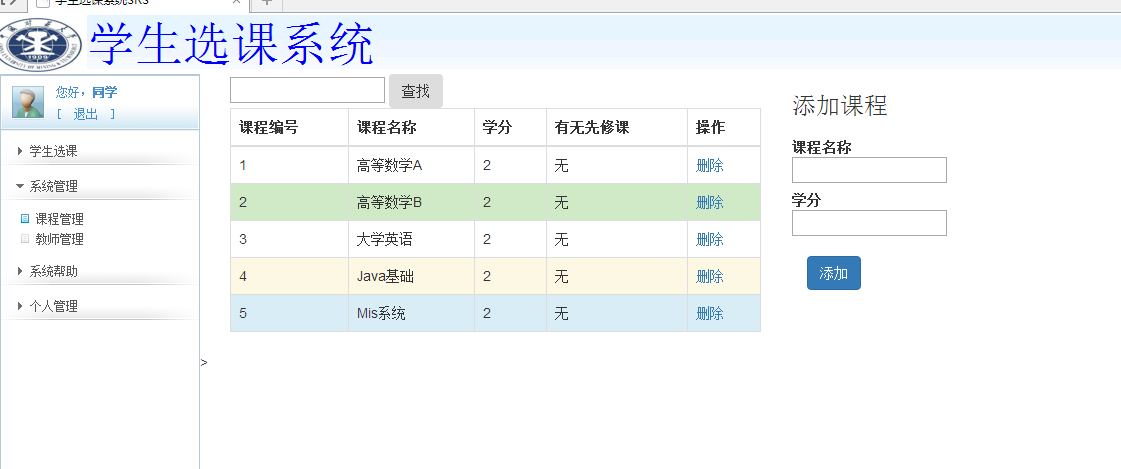 学生选课系统SRS
学生选课系统
您好，同学
[ 退出 ]
学生选课
系统管理
课程管理
教师管理
系统帮助
个人管理
查找
课程编号 课程名称 学分 有无先修课 操作
1 高等数学A 2 无 删除
2 高等数学B 2 无 删除
3 大学英语 2 无 删除
4 Java基础 2 无 删除
5 Mis系统 2 无 删除
>
添加课程
课程名称
学分
添加